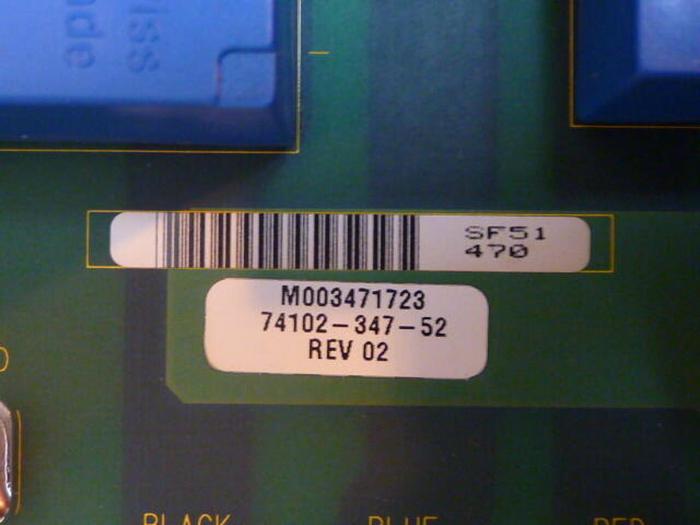 SF51
470
M003471723
74102-347-52
REV 02
BLACK
BLUE
RED